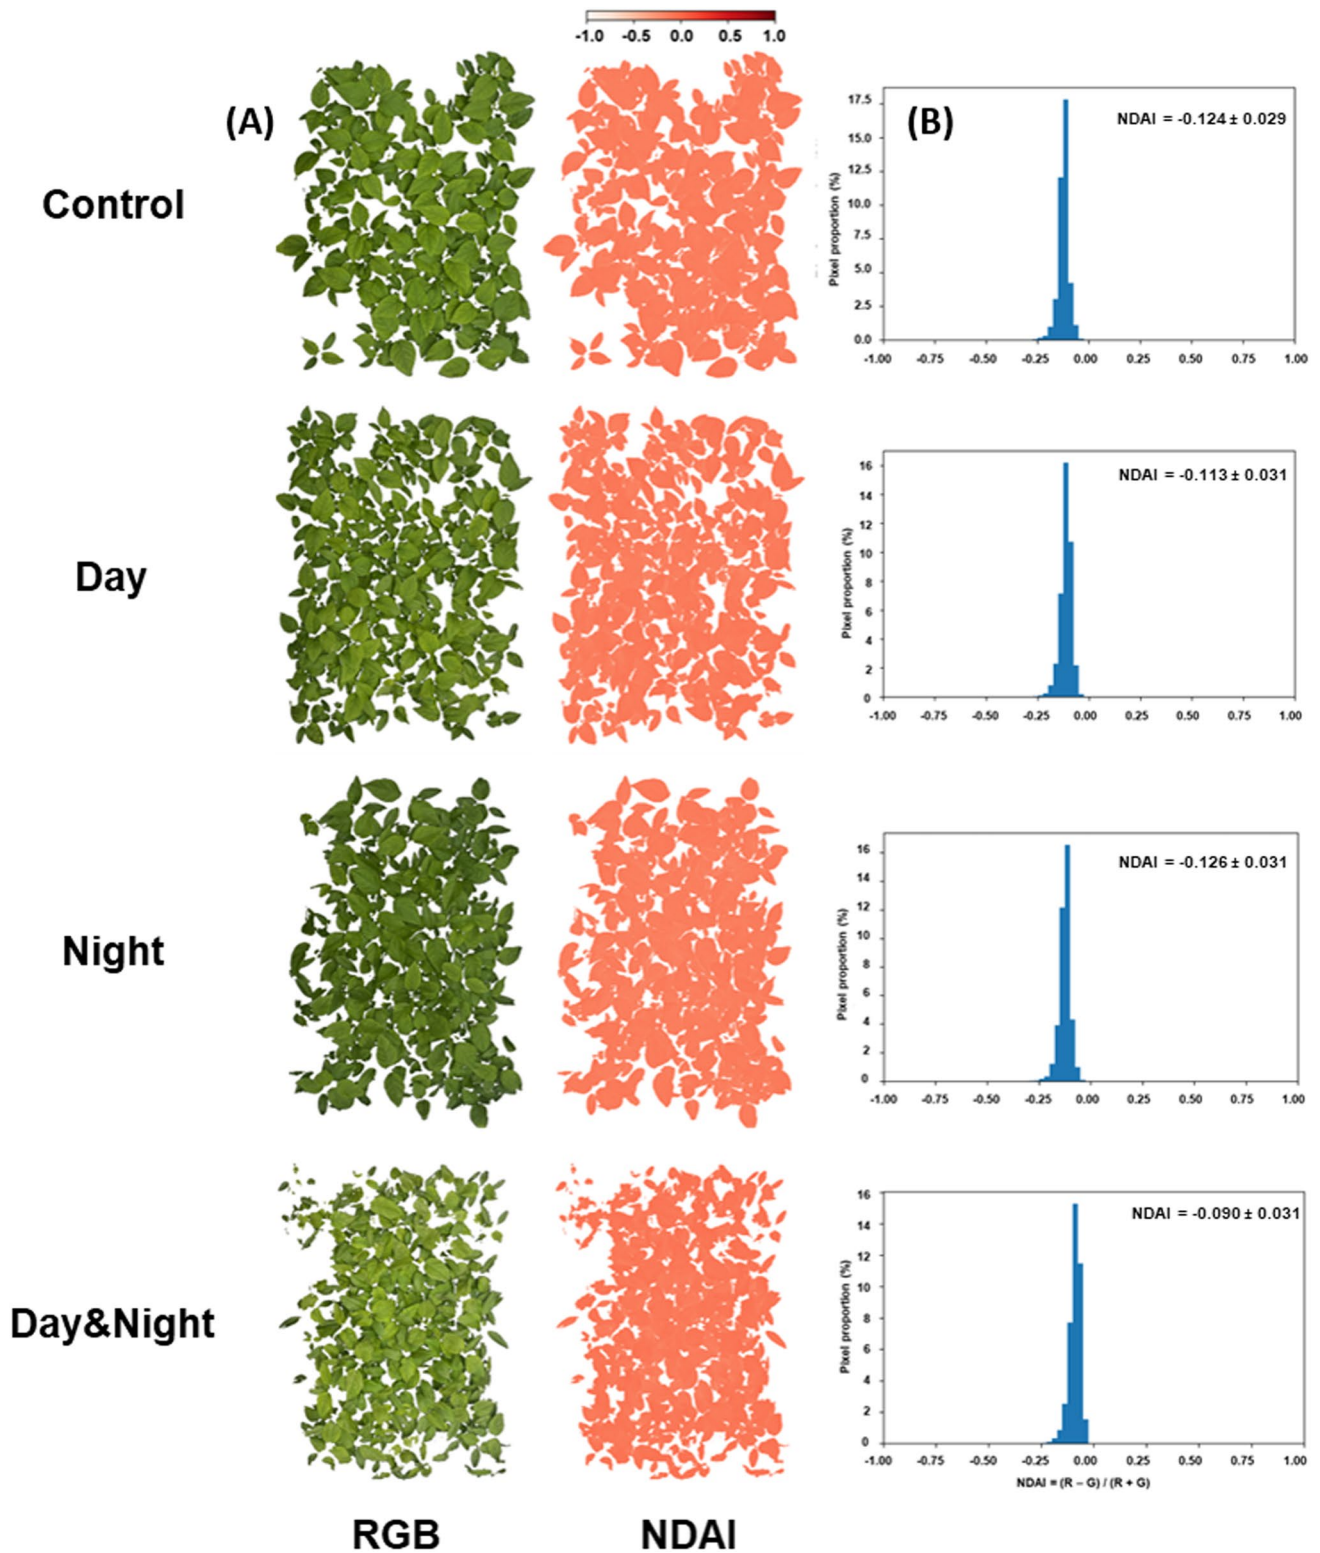 -1.0 -0.5 0.0 0.5 1.0
(A)
(B)
Control
NDAI = -0.124 ± 0.029
Pixel proportion (%)
17.5
15.0
12.5
10.0
7.5
5.0
2.5
0.0
-1.00 -0.75 -0.50 -0.25 0.00 0.25 0.50 0.75 1.00
Day
NDAI = -0.113 ± 0.031
Pixel proportion (%)
16
14
12
10
8
6
4
2
0
-1.00 -0.75 -0.50 -0.25 0.00 0.25 0.50 0.75 1.00
Night
NDAI = -0.126 ± 0.031
Pixel proportion (%)
16
14
12
10
8
6
4
2
0
-1.00 -0.75 -0.50 -0.25 0.00 0.25 0.50 0.75 1.00
Day&Night
NDAI = -0.090 ± 0.031
Pixel proportion (%)
16
14
12
10
8
6
4
2
0
-1.00 -0.75 -0.50 -0.25 0.00 0.25 0.50 0.75 1.00
NDAI = (R – G) / (R + G)
RGB
NDAI